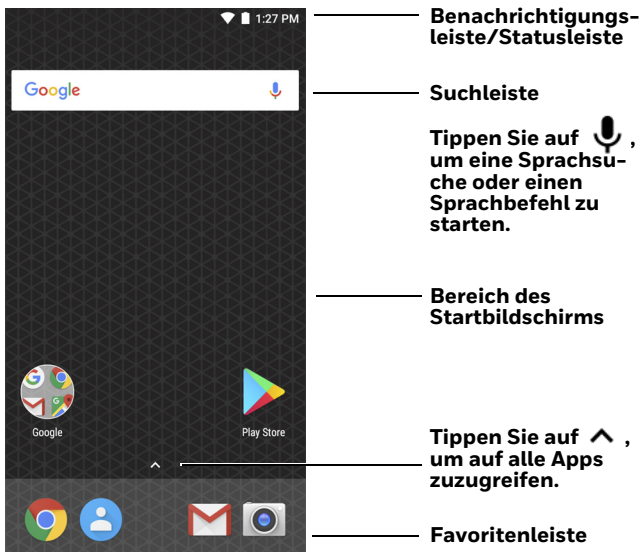 1:27 PM
Benachrichtigungs-
leiste/Statusleiste
Google
Suchleiste
Tippen Sie auf ,
um eine Sprachsu-
che oder einen
Sprachbefehl zu
starten.
Bereich des
Startbildschirms
Google
Play Store
Tippen Sie auf ,
um auf alle Apps
zuzugreifen.
Favoritenleiste